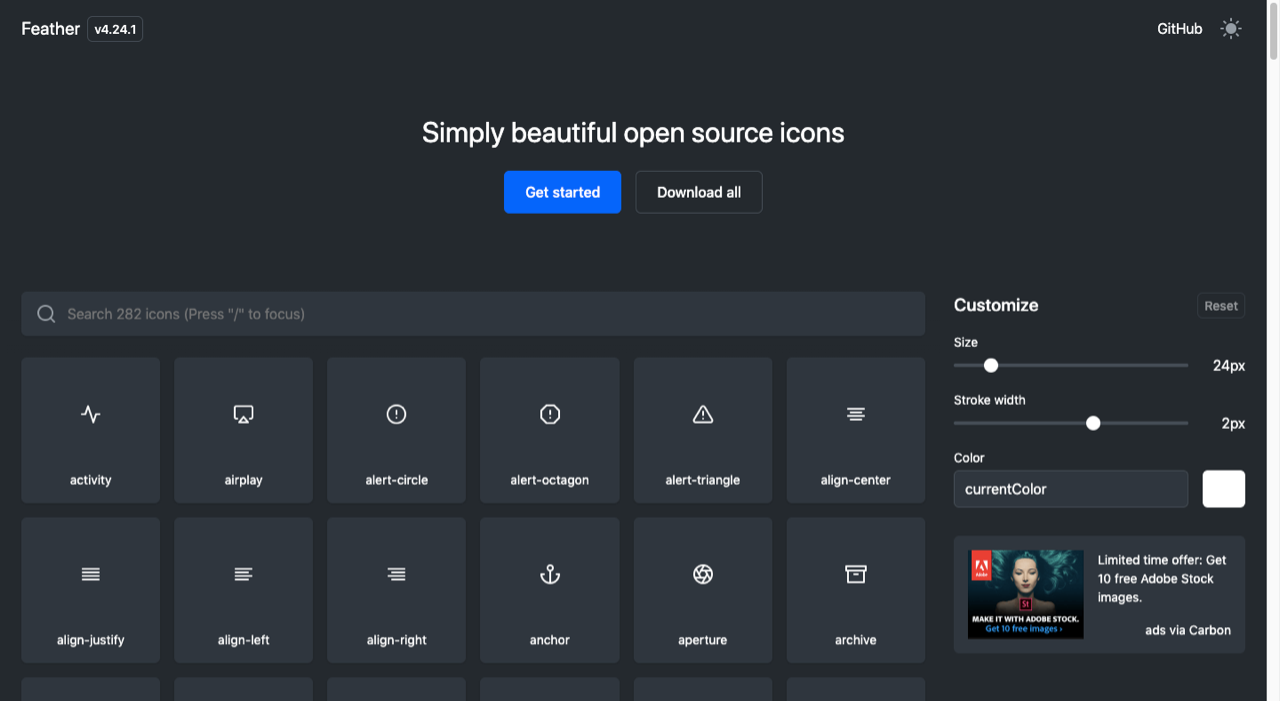 Feather v4.24.1
GitHub
Simply beautiful open source icons
Get started
Download all
Search 282 icons (Press "/" to focus)
activity
airplay
alert-circle
alert-octagon
alert-triangle
align-center
align-justify
align-left
align-right
anchor
aperture
archive
Customize
Reset
Size
24px
Stroke width
2px
Color
currentColor
Adobe
St
MAKE IT WITH ADOBE STOCK.
Get 10 free images ›
Limited time offer: Get
10 free Adobe Stock
images.
ads via Carbon